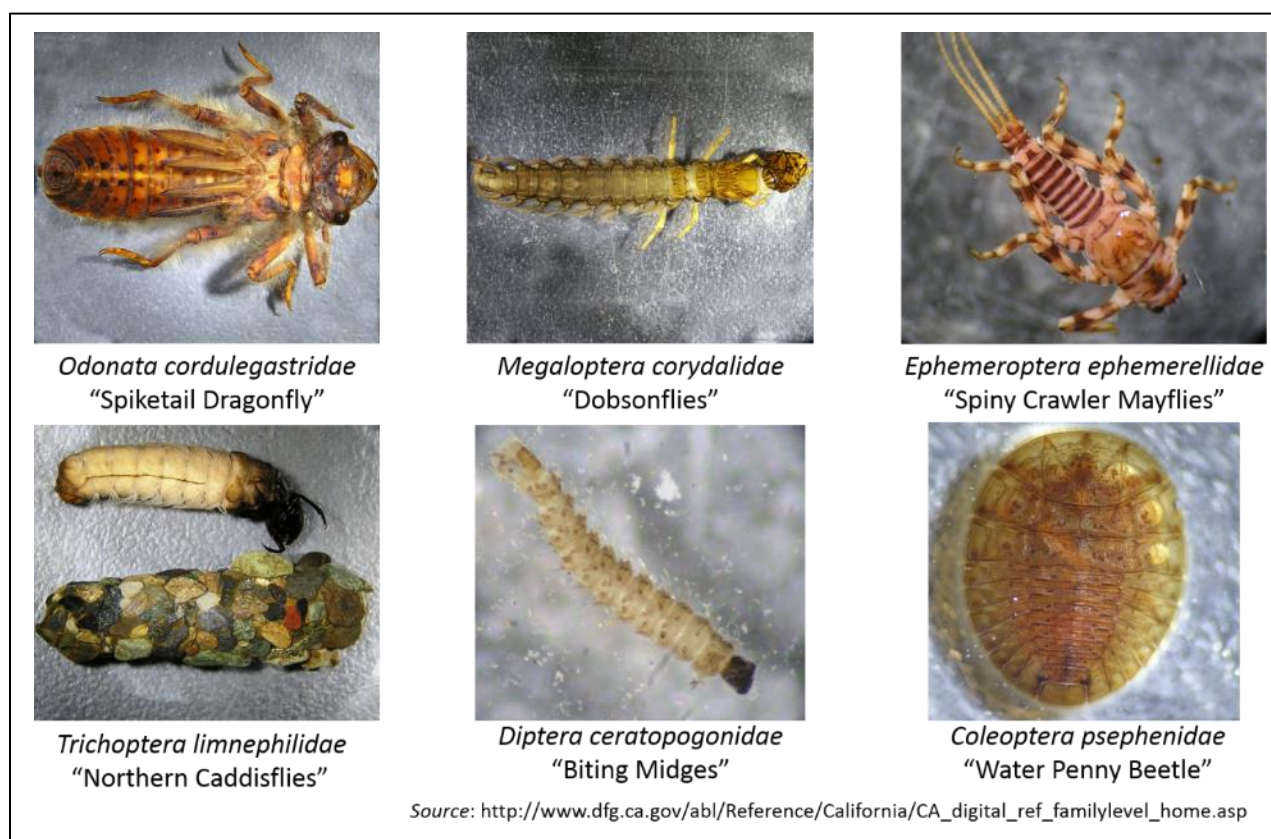 Odonata cordulegastridae
"Spiketail Dragonfly"
Megaloptera corydalidae
"Dobsonflies"
Ephemeroptera ephemerellidae
"Spiny Crawler Mayflies"
Trichoptera limnephilidae
"Northern Caddisflies"
Diptera ceratopogonidae
"Biting Midges"
Coleoptera psephenidae
"Water Penny Beetle"
Source: http://www.dfg.ca.gov/abl/Reference/California/CA_digital_ref_familylevel_home.asp